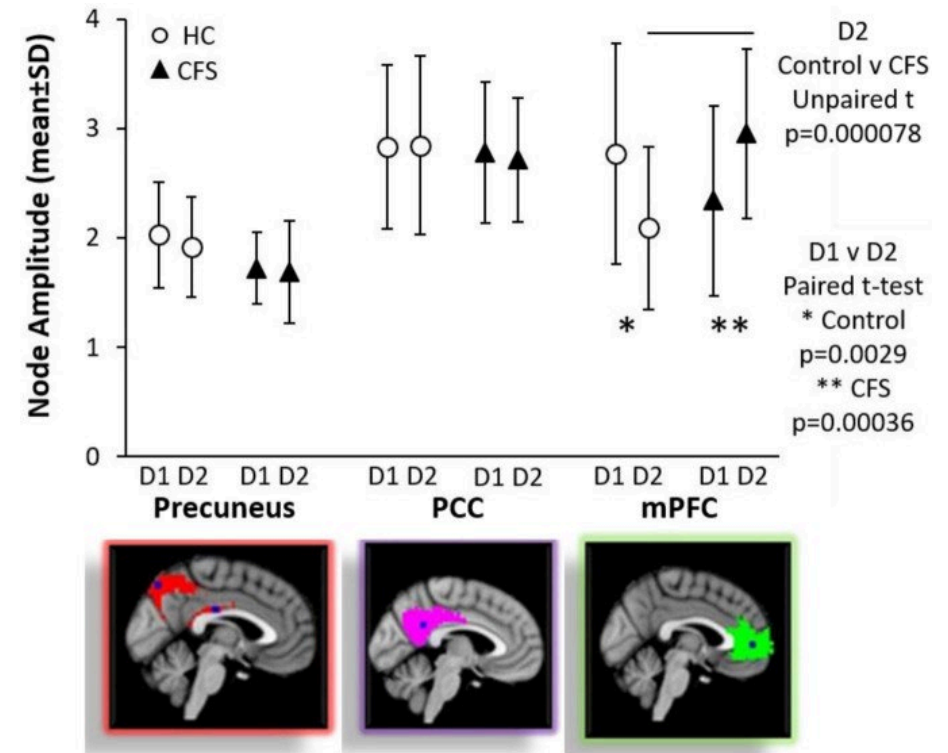 Node Amplitude (mean±SD)
4
3
2
1
0
HC
CFS
D2
Control v CFS
Unpaired t
p=0.000078
D1 v D2
Paired t-test
* Control
p=0.0029
** CFS
p=0.00036
*
**
D1 D2 D1 D2 D1 D2 D1 D2 D1 D2 D1 D2
Precuneus PCC mPFC